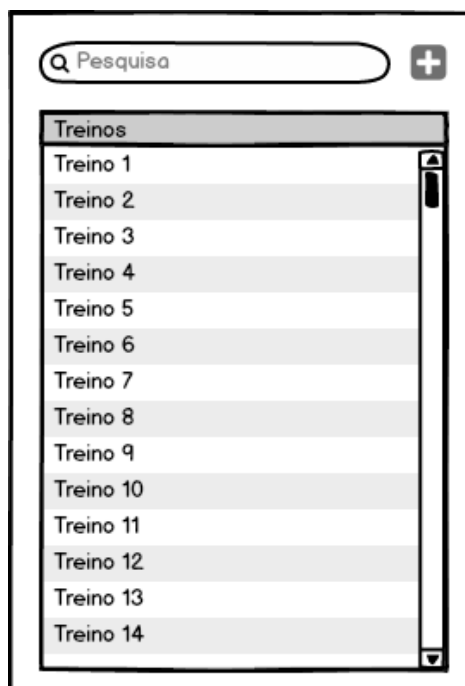 Pesquisa
Treinos
Treino 1
Treino 2
Treino 3
Treino 4
Treino 5
Treino 6
Treino 7
Treino 8
Treino 9
Treino 10
Treino 11
Treino 12
Treino 13
Treino 14